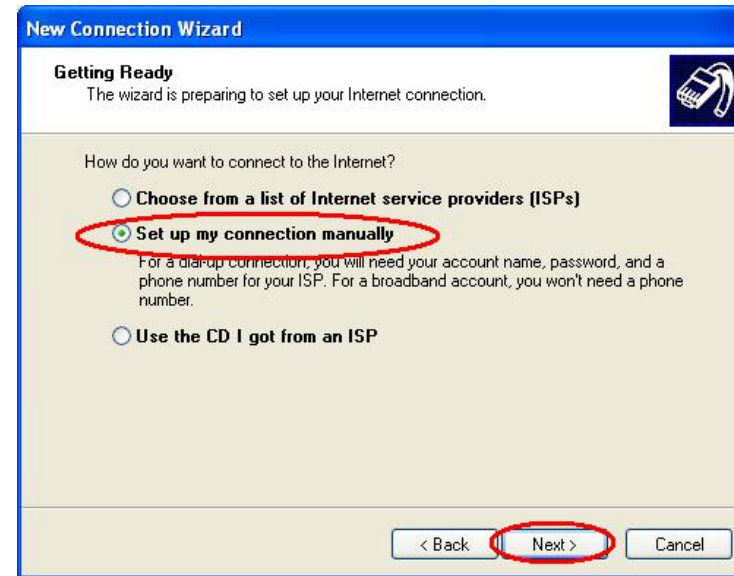 New Connection Wizard
Getting Ready
The wizard is preparing to set up your Internet connection.
How do you want to connect to the Internet?
Choose from a list of Internet service providers (ISPs)
Set up my connection manually
For a dial-up connection, you will need your account name, password, and a
phone number for your ISP. For a broadband account, you won't need a phone
number.
Use the CD I got from an ISP
< Back Next > Cancel